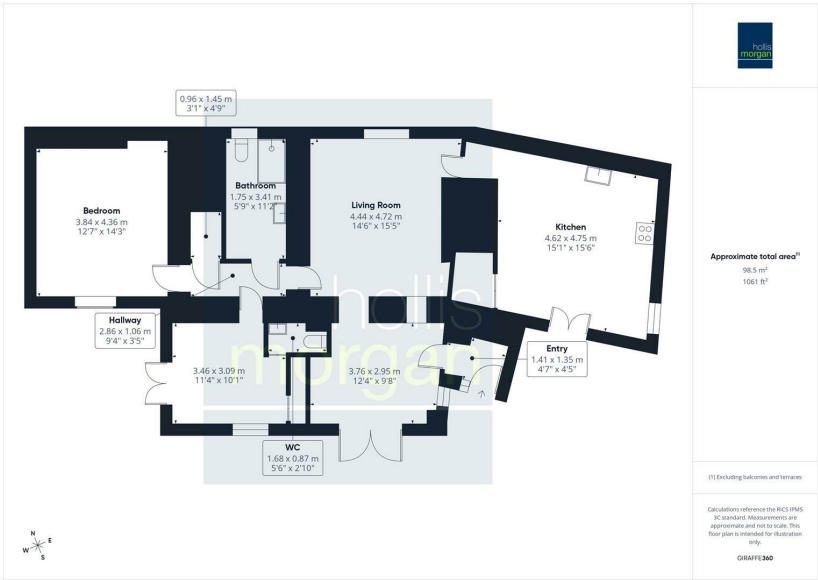 0.96 x 1.45 m
3'1" x 4'9"
Bedroom
3.84 x 4.36 m
12'7" x 14'3"
Bathroom
1.75 x 3.41 m
5'9" x 11'2"
Living Room
4.44 x 4.72 m
14'6" x 15'5"
Kitchen
4.62 x 4.75 m
15'1" x 15'6"
Hallway
2.86 x 1.06 m
9'4" x 3'5"
3.46 x 3.09 m
11'4" x 10'1"
3.76 x 2.95 m
12'4" x 9'8"
Entry
1.41 x 1.35 m
4'7" x 4'5"
WC
1.68 x 0.87 m
5'6" x 2'10"
hollis
morgan
N
E
W
S
hollis
morgan
Approximate total area(1)
98.5 m²
1061 ft²
(1) Excluding balconies and terraces
Calculations reference the RICS IPMS
3C standard. Measurements are
approximate and not to scale. This
floor plan is intended for illustration
only.
GIRAFFE360